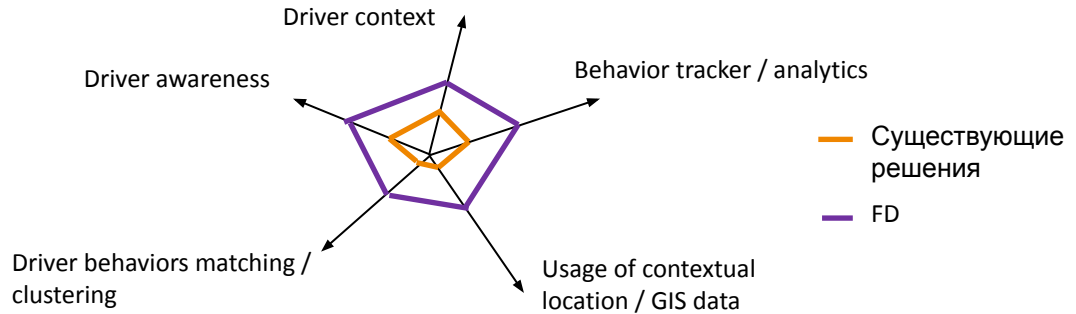 Driver context
Driver awareness
Behavior tracker / analytics
Существующие
решения
FD
Driver behaviors matching /
clustering
Usage of contextual
location / GIS data